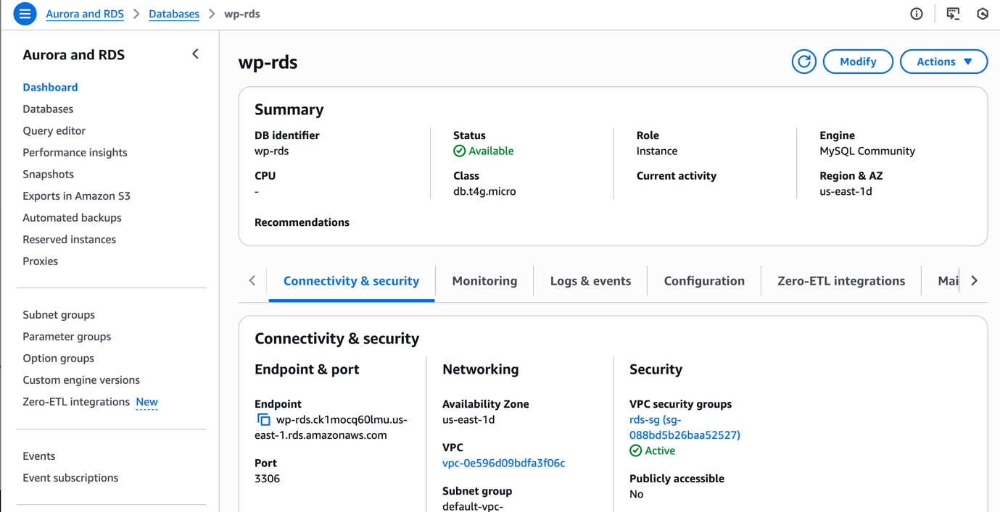 Aurora and RDS > Databases > wp-rds
Aurora and RDS
Dashboard
Databases
Query editor
Performance insights
Snapshots
Exports in Amazon S3
Automated backups
Reserved instances
Proxies
Subnet groups
Parameter groups
Option groups
Custom engine versions
Zero-ETL integrations New
Events
Event subscriptions
wp-rds
Modify
Actions
Summary
DB identifier
wp-rds
Status
Available
Role
Instance
Engine
MySQL Community
CPU
-
Class
db.t4g.micro
Current activity
Region & AZ
us-east-1d
Recommendations
Connectivity & security
Monitoring
Logs & events
Configuration
Zero-ETL integrations
Mai
Connectivity & security
Endpoint & port
Endpoint
wp-rds.ck1mocq60lmu.us-
east-1.rds.amazonaws.com
Port
3306
Networking
Availability Zone
us-east-1d
VPC
vpc-0e596d09bdfa3f06c
Subnet group
default-vpc-
Security
VPC security groups
rds-sg (sg-
088bd5b26baa52527)
Active
Publicly accessible
No